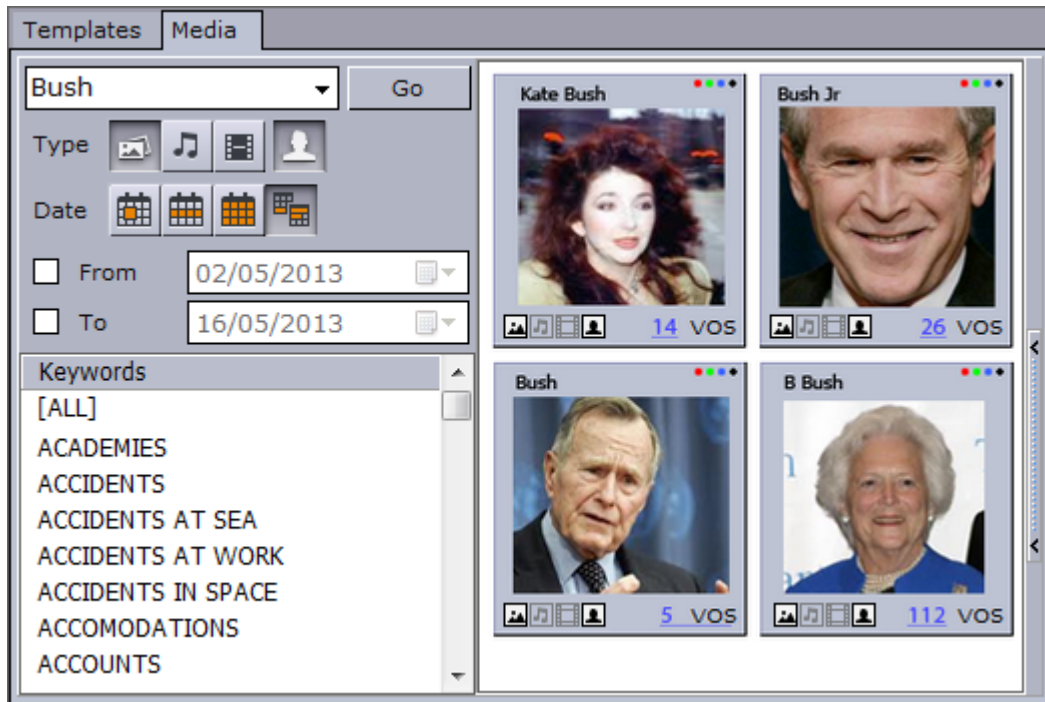 Templates Media
Bush
Go
Type
Date
From 02/05/2013
To 16/05/2013
Keywords
[ALL]
ACADEMIES
ACCIDENTS
ACCIDENTS AT SEA
ACCIDENTS AT WORK
ACCIDENTS IN SPACE
ACCOMODATIONS
ACCOUNTS
Kate Bush
14 VOS
Bush Jr
26 VOS
Bush
5 VOS
B Bush
112 VOS